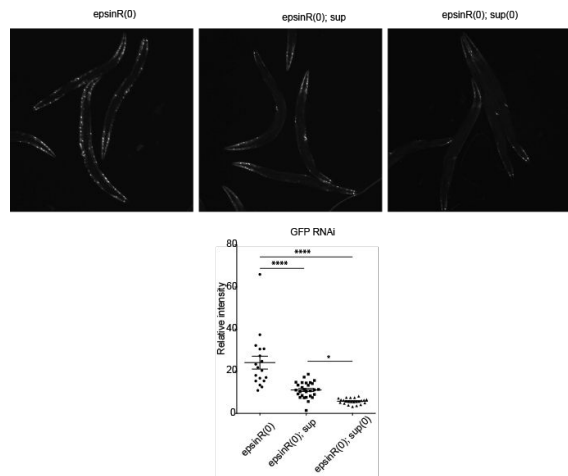 epsinR(0)
epsinR(0); sup
epsinR(0); sup(0)
GFP RNAi
80
60
40
20
0
Relative intensity
****
****
*
epsinR(0)
epsinR(0); sup
epsinR(0); sup(0)